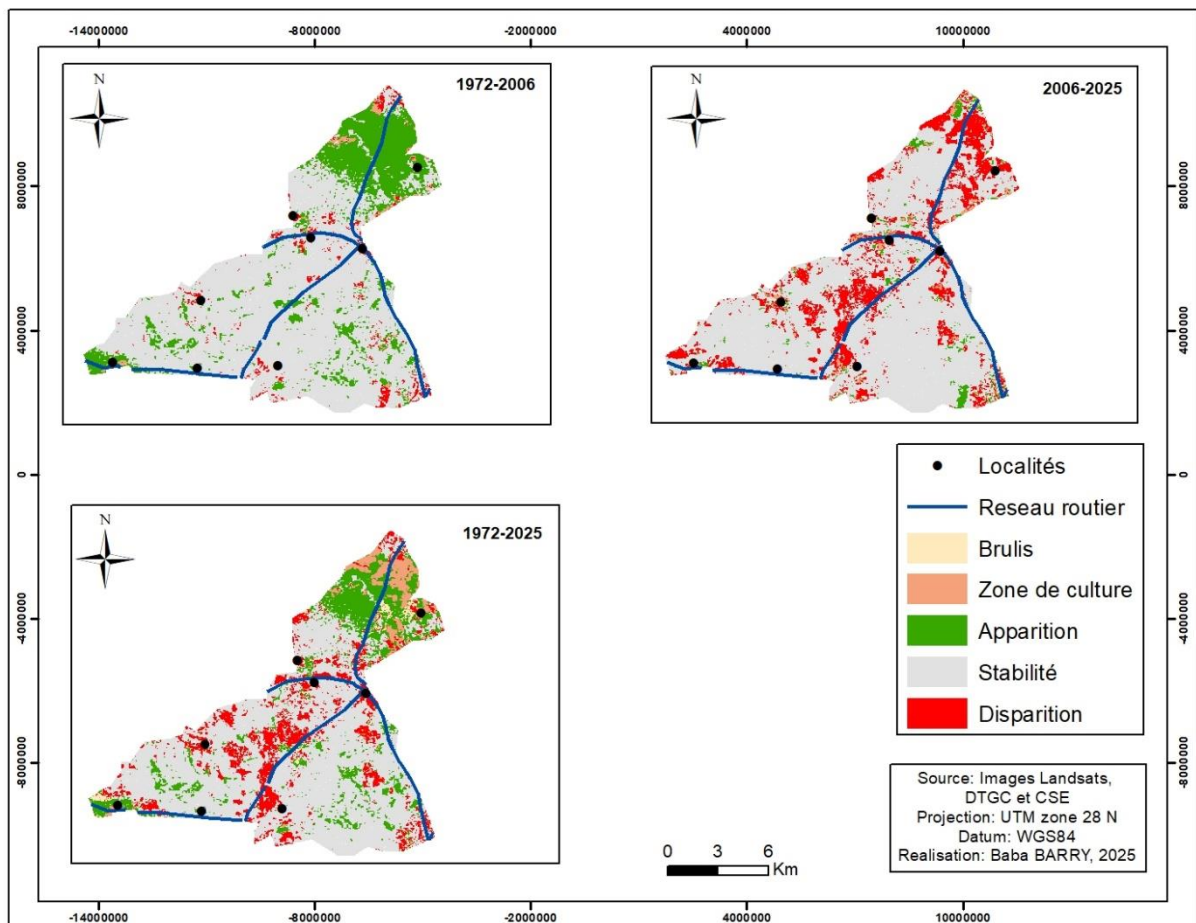 -14000000 -8000000 -2000000 4000000 10000000
N
1972-2006
N
2006-2025
8000000
8000000
4000000
4000000
0
0
N
1972-2025
-4000000
-4000000
-8000000
-8000000
Localités
Reseau routier
Brulis
Zone de culture
Apparition
Stabilité
Disparition
Source: Images Landsats,
DTGC et CSE
Projection: UTM zone 28 N
Datum: WGS84
Realisation: Baba BARRY, 2025
0 3 6
Km
-14000000 -8000000 -2000000 4000000 10000000